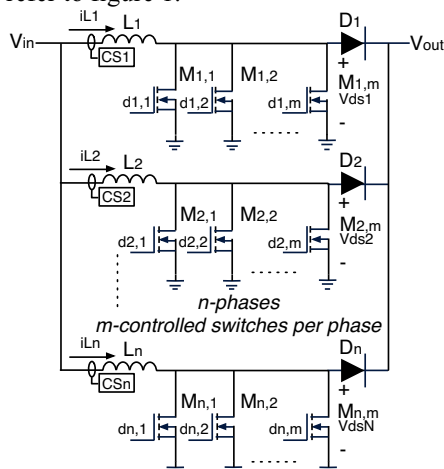 refer to figure 1.
iL1 L1 D1
Vin Vout
CS1
M1,1 M1,2 + M1,m
d1,1 d1,2 d1,m Vds1
-
iL2 L2 D2
CS2
M2,1 M2,2 + M2,m
d2,1 d2,2 d2,m Vds2
-
n-phases
m-controlled switches per phase
iLn Ln Dn
CSn
Mn,1 Mn,2 + Mn,m
dn,1 dn,2 dn,m VdsN
-